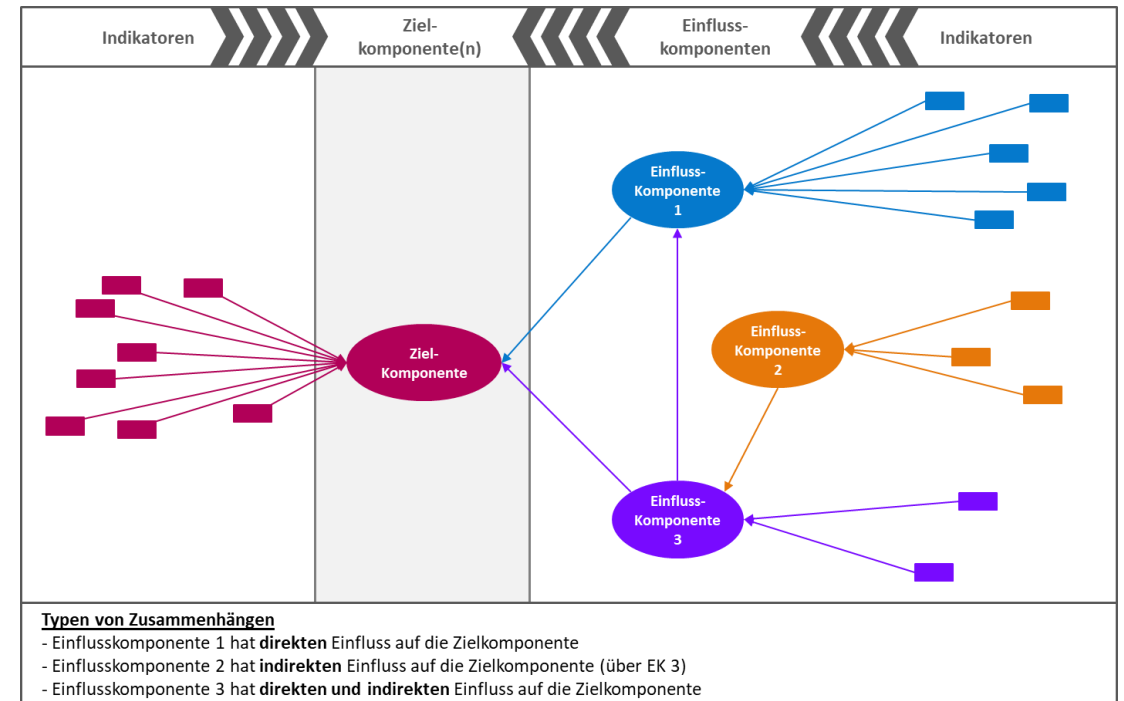 Indikatoren
Ziel-
komponente(n)
Einfluss-
komponenten
Indikatoren
Einfluss-
Komponente
1
Ziel-
Komponente
Einfluss-
Komponente
2
Einfluss-
Komponente
3
Typen von Zusammenhängen
- Einflusskomponente 1 hat direkten Einfluss auf die Zielkomponente
- Einflusskomponente 2 hat indirekten Einfluss auf die Zielkomponente (über EK 3)
- Einflusskomponente 3 hat direkten und indirekten Einfluss auf die Zielkomponente